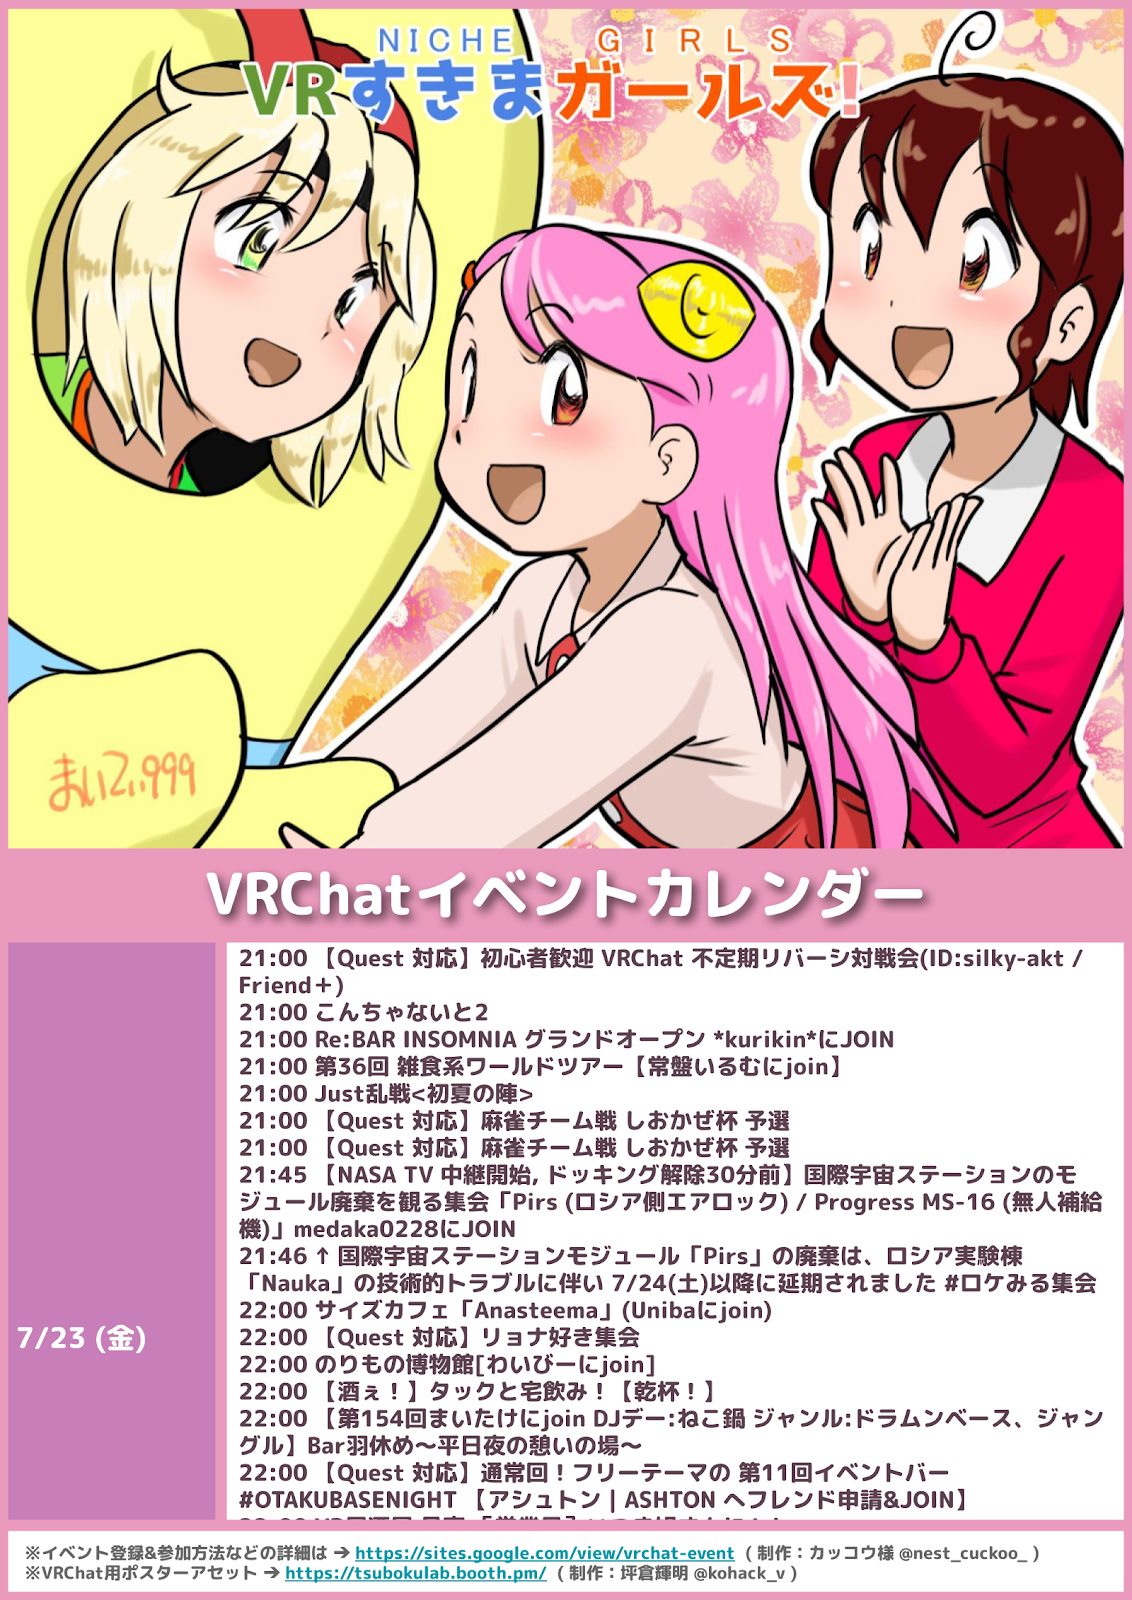 NICHE GIRLS
VRすきまガールズ!
まいてぃ999
VRChatイベントカレンダー
7/23 (金)
21:00 【Quest 対応】初心者歓迎 VRChat 不定期リバーシ対戦会(ID:silky-akt /
Friend+)
21:00 こんちゃないと2
21:00 Re:BAR INSOMNIA グランドオープン *kurikin*にJOIN
21:00 第36回 雑食系ワールドツアー【常盤いるむにjoin】
21:00 Just乱戦<初夏の陣>
21:00 【Quest 対応】麻雀チーム戦 しおかぜ杯 予選
21:00 【Quest 対応】麻雀チーム戦 しおかぜ杯 予選
21:45 【NASA TV 中継開始, ドッキング解除30分前】国際宇宙ステーションのモ
ジュール廃棄を観る集会「Pirs (ロシア側エアロック) / Progress MS-16 (無人補給
機)」medaka0228にJOIN
21:46 ↑ 国際宇宙ステーションモジュール「Pirs」の廃棄は、ロシア実験棟
「Nauka」の技術的トラブルに伴い 7/24(土)以降に延期されました #ロケみる集会
22:00 サイズカフェ「Anasteema」(Unibaにjoin)
22:00 【Quest 対応】リョナ好き集会
22:00 のりもの博物館[わいびーにjoin]
22:00 【酒ぇ！】タックと宅飲み！【乾杯！】
22:00 【第154回まいたけにjoin DJデー:ねこ鍋 ジャンル:ドラムンベース、ジャン
グル】Bar羽休め～平日夜の憩いの場～
22:00 【Quest 対応】通常回！フリーテーマの 第11回イベントバー
#OTAKUBASENIGHT 【アシュトン | ASHTON へフレンド申請&JOIN】
※イベント登録&参加方法などの詳細は → https://sites.google.com/view/vrchat-event ( 制作：カッコウ様 @nest_cuckoo_ )
※VRChat用ポスターアセット → https://tsubokulab.booth.pm/ ( 制作：坪倉輝明 @kohack_v )